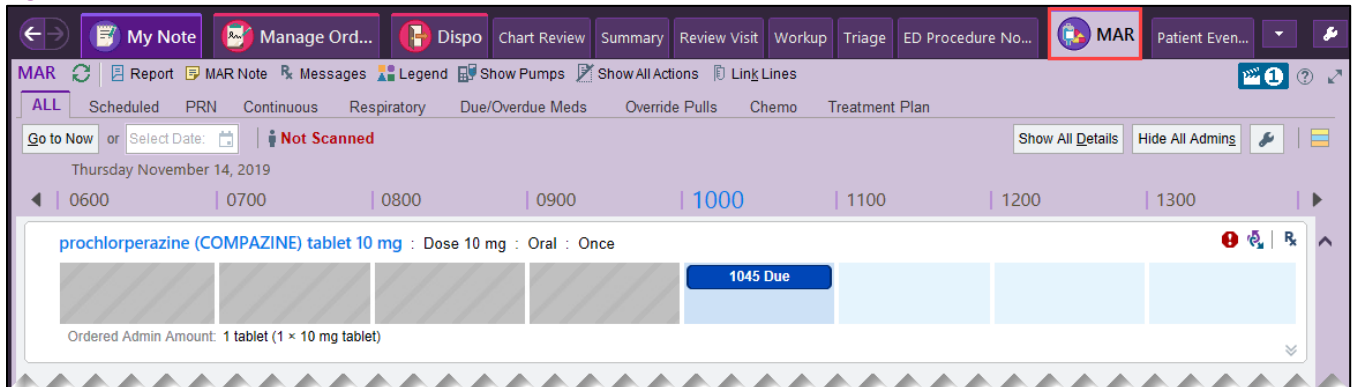 My Note Manage Ord... Dispo Chart Review Summary Review Visit Workup Triage ED Procedure No... MAR Patient Even...
MAR Report MAR Note Messages Legend Show Pumps Show All Actions Link Lines 1 ?
ALL Scheduled PRN Continuous Respiratory Due/Overdue Meds Override Pulls Chemo Treatment Plan
Go to Now or Select Date: Not Scanned Show All Details Hide All Admins
Thursday November 14, 2019
0600 0700 0800 0900 1000 1100 1200 1300
prochlorperazine (COMPAZINE) tablet 10 mg : Dose 10 mg : Oral : Once
1045 Due
Ordered Admin Amount: 1 tablet (1 × 10 mg tablet)